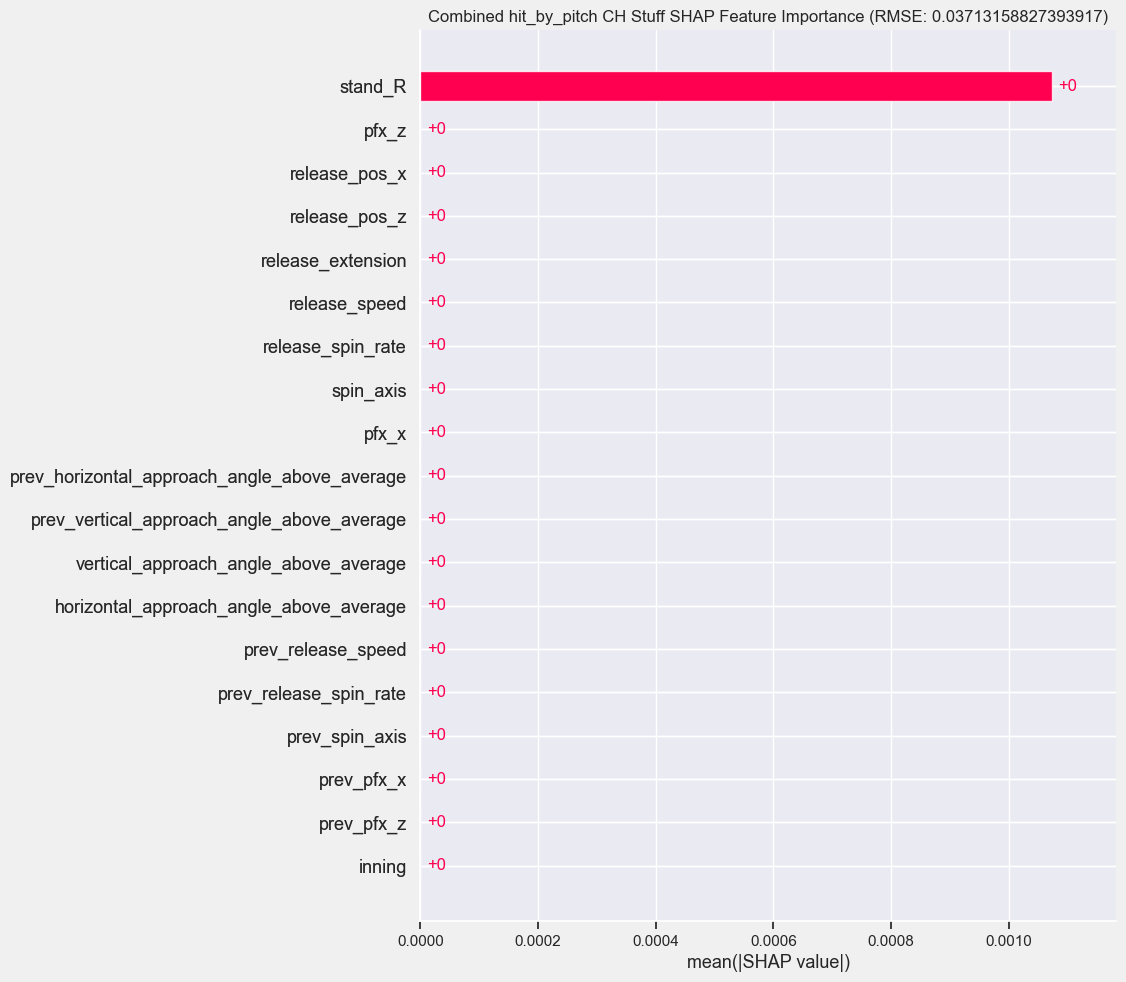 Combined hit_by_pitch CH Stuff SHAP Feature Importance (RMSE: 0.03713158827393917)
stand_R +0
pfx_z +0
release_pos_x +0
release_pos_z +0
release_extension +0
release_speed +0
release_spin_rate +0
spin_axis +0
pfx_x +0
prev_horizontal_approach_angle_above_average +0
prev_vertical_approach_angle_above_average +0
vertical_approach_angle_above_average +0
horizontal_approach_angle_above_average +0
prev_release_speed +0
prev_release_spin_rate +0
prev_spin_axis +0
prev_pfx_x +0
prev_pfx_z +0
inning +0
0.0000 0.0002 0.0004 0.0006 0.0008 0.0010
mean(|SHAP value|)